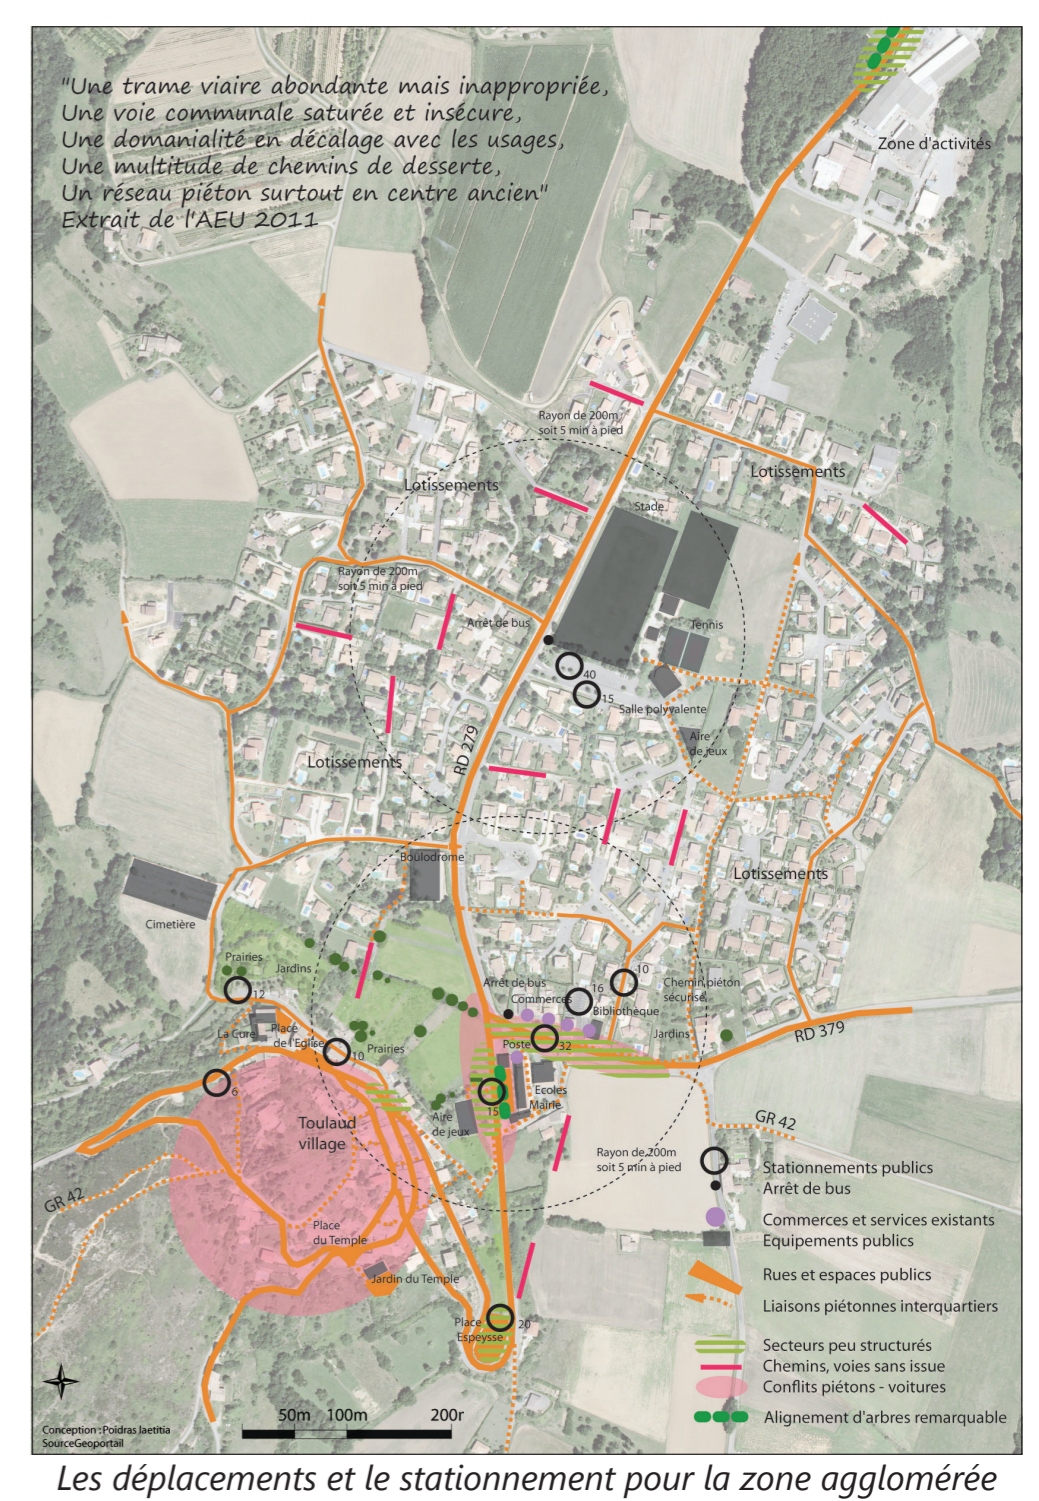 "Une trame viaire abondante mais inappropriée,
Une voie communale saturée et insécure,
Une domanialité en décalage avec les usages,
Une multitude de chemins de desserte,
Un réseau piéton surtout en centre ancien"
Extrait de l'AEU 2011
Zone d'activités
Rayon de 200m
soit 5 min à pied
Lotissements
Lotissements
Stade
Rayon de 200m
soit 5 min à pied
Arrêt de bus
Tennis
40
15
Salle polyvalente
Aire
de jeux
RD 279
Lotissements
Boulodrome
Lotissements
Cimetière
Prairies
Jardins
12
Arrêt de bus
Commerces
16
10
Bibliothèque
Chemin piéton
sécurisé
La Cure
Place
de l'Eglise
10
Prairies
Poste
32
Jardins
RD 379
6
15
Ecoles
Mairie
Aire
de jeux
Toulaud
village
GR 42
GR 42
Rayon de 200m
soit 5 min à pied
Place
du Temple
Jardin du Temple
Place
Espeysse
20
Stationnements publics
Arrêt de bus
Commerces et services existants
Equipements publics
Rues et espaces publics
Liaisons piétonnes interquartiers
Secteurs peu structurés
Chemins, voies sans issue
Conflits piétons - voitures
Alignement d'arbres remarquable
50m 100m 200r
Conception : Poidras laetitia
SourceGeoportail
Les déplacements et le stationnement pour la zone agglomérée